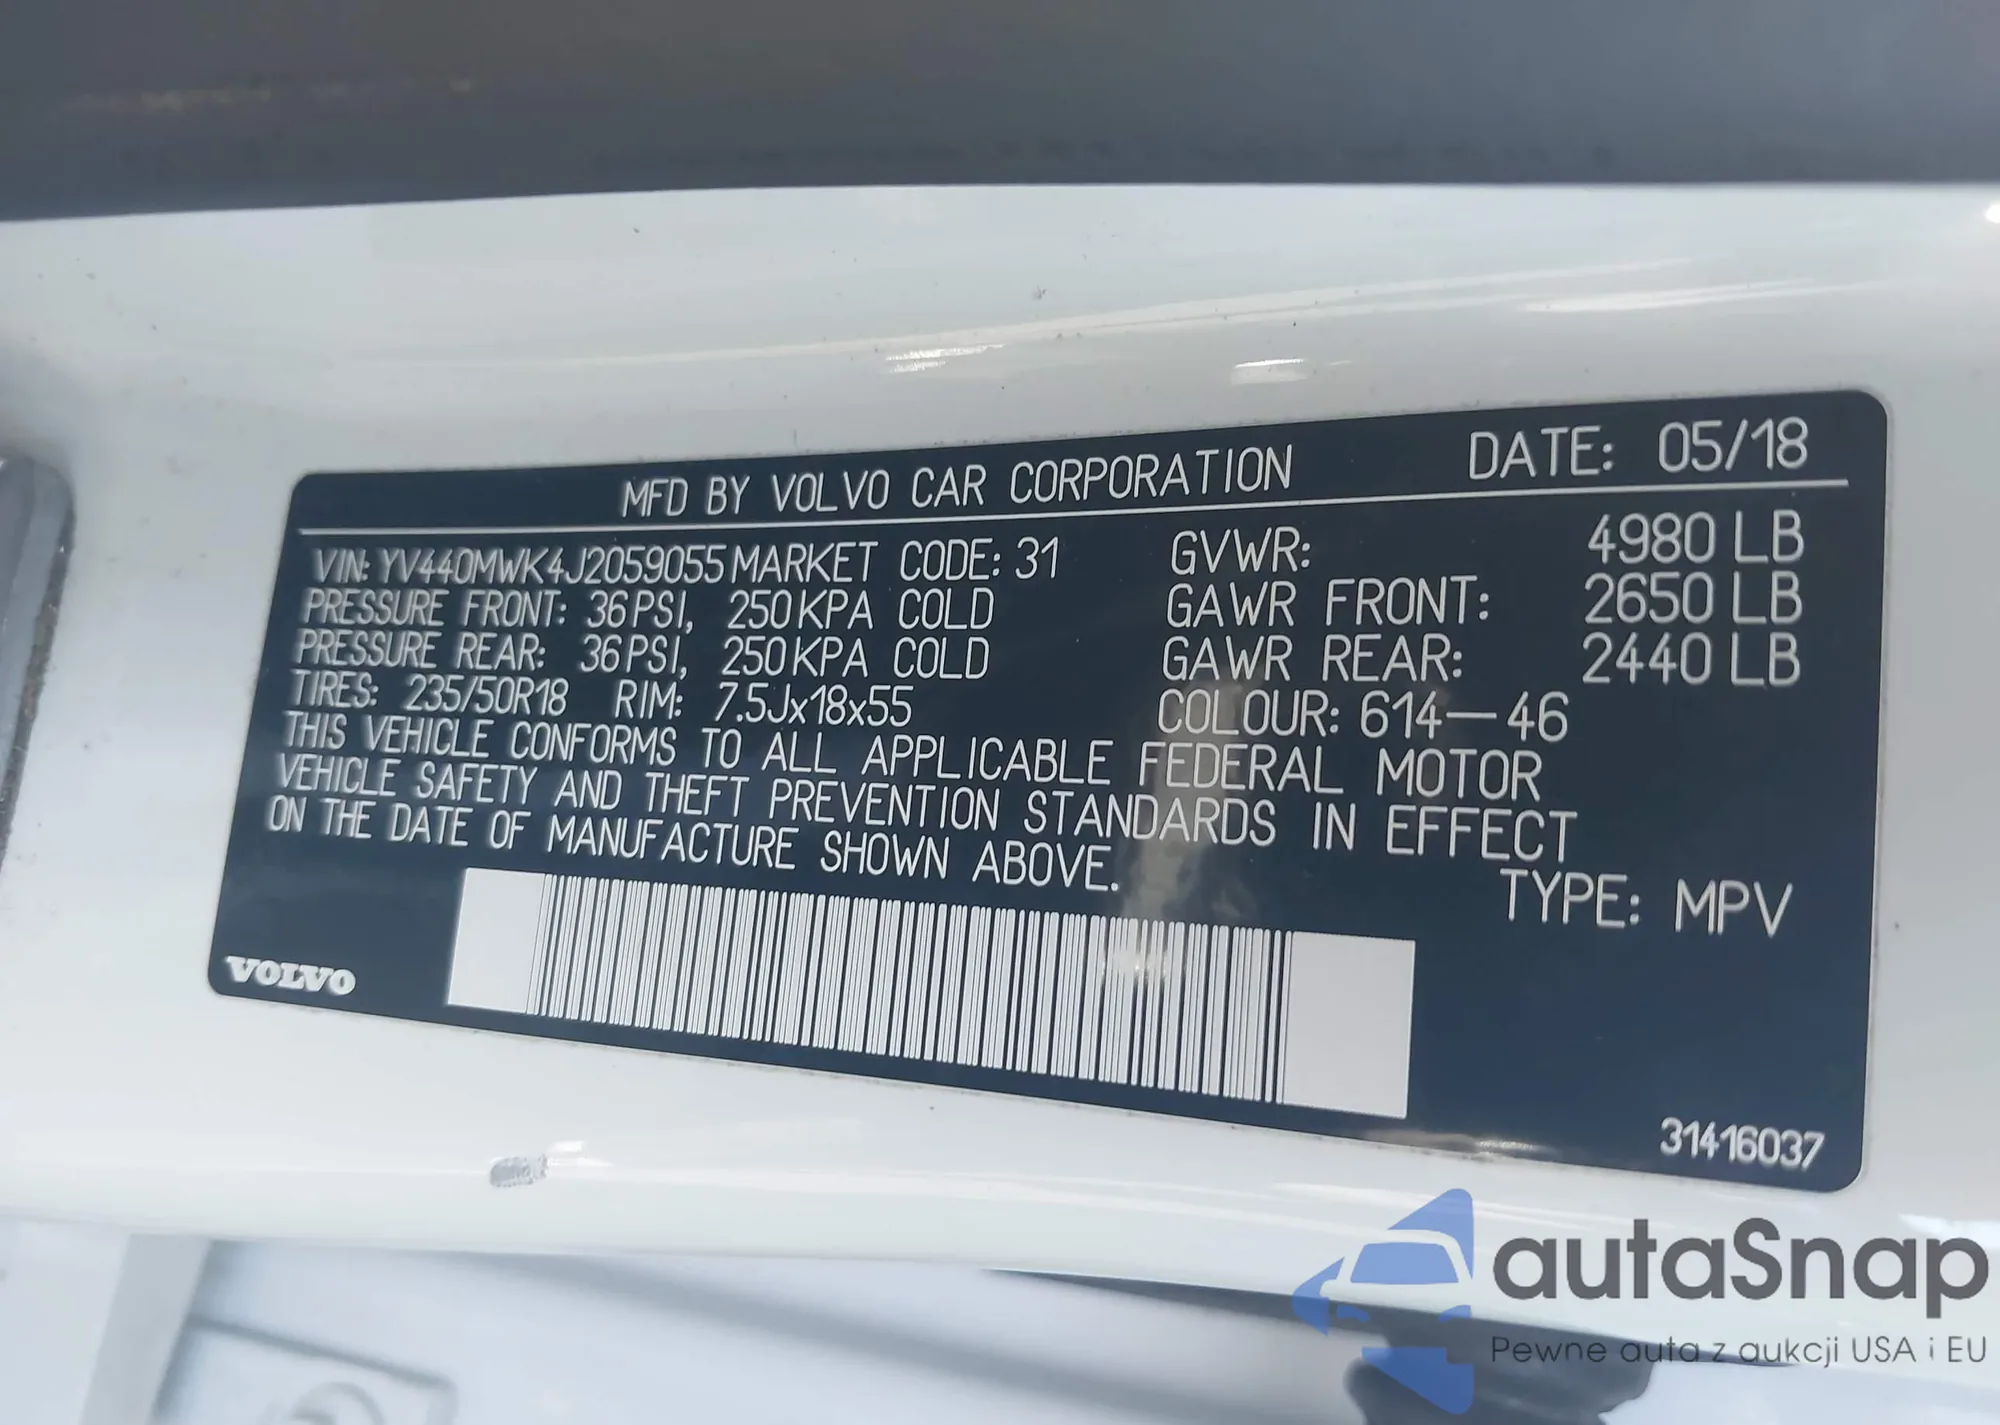 MFD BY VOLVO CAR CORPORATION DATE: 05/18
VIN: YV440MWK4J2059055 MARKET CODE: 31 GVWR: 4980 LB
PRESSURE FRONT: 36 PSI, 250 KPA COLD GAWR FRONT: 2650 LB
PRESSURE REAR: 36 PSI, 250 KPA COLD GAWR REAR: 2440 LB
TIRES: 235/50R18 RIM: 7.5Jx18x55 COLOUR: 614-46
THIS VEHICLE CONFORMS TO ALL APPLICABLE FEDERAL MOTOR
VEHICLE SAFETY AND THEFT PREVENTION STANDARDS IN EFFECT
ON THE DATE OF MANUFACTURE SHOWN ABOVE.
TYPE: MPV
VOLVO
31416037
autaSnap
Pewne auta z aukcji USA i EU